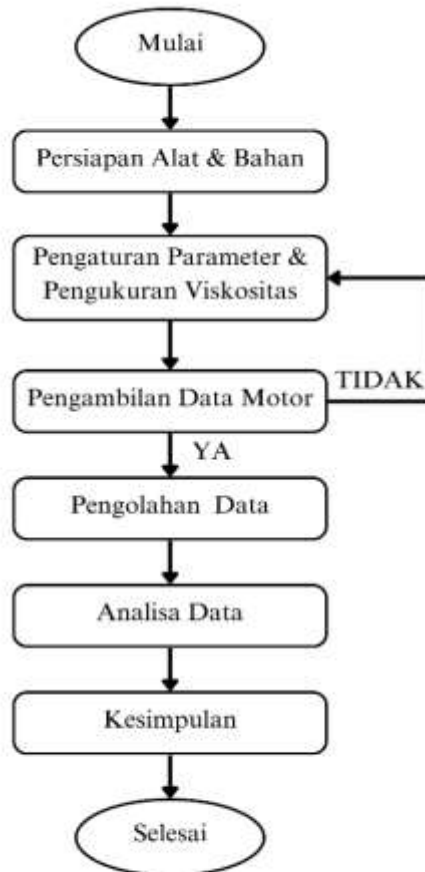 Mulai
Persiapan Alat & Bahan
Pengaturan Parameter &
Pengukuran Viskositas
Pengambilan Data Motor
TIDAK
YA
Pengolahan Data
Analisa Data
Kesimpulan
Selesai